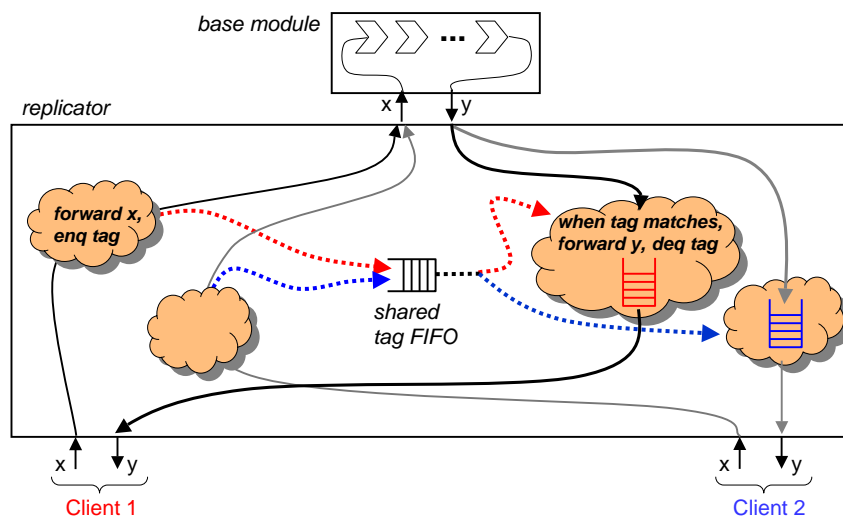 base module
...
x
y
replicator
forward x,
enq tag
when tag matches,
forward y, deq tag
shared
tag FIFO
x
y
x
y
Client 1
Client 2